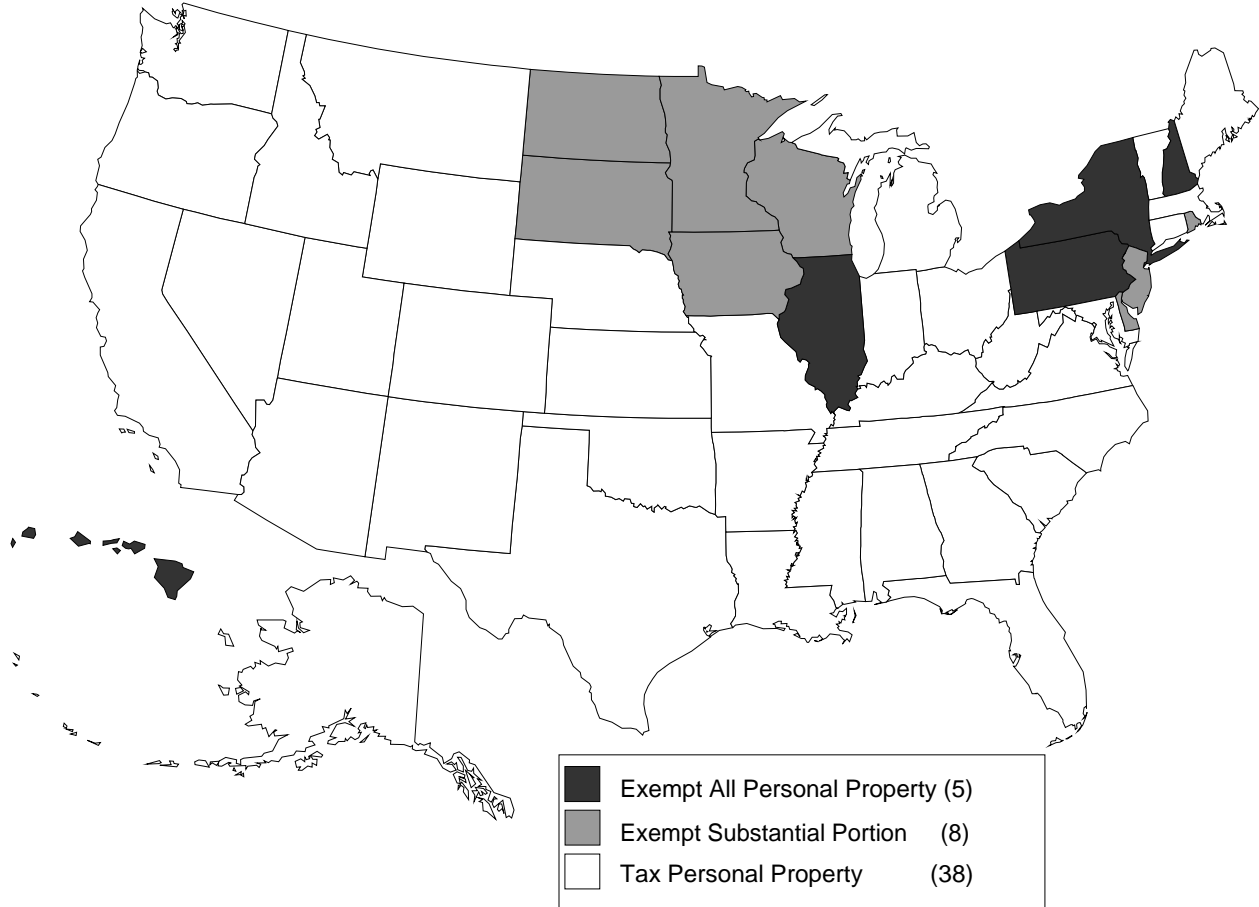 Exempt All Personal Property (5)
Exempt Substantial Portion (8)
Tax Personal Property (38)